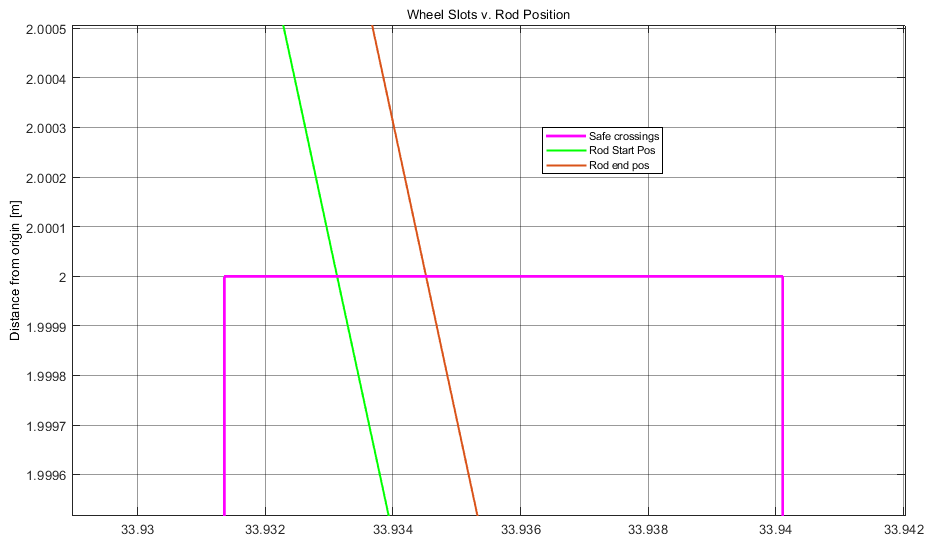 Wheel Slots v. Rod Position
2.0005
2.0004
2.0003
2.0002
2.0001
2
1.9999
1.9998
1.9997
1.9996
Distance from origin [m]
Safe crossings
Rod Start Pos
Rod end pos
33.93 33.932 33.934 33.936 33.938 33.94 33.942